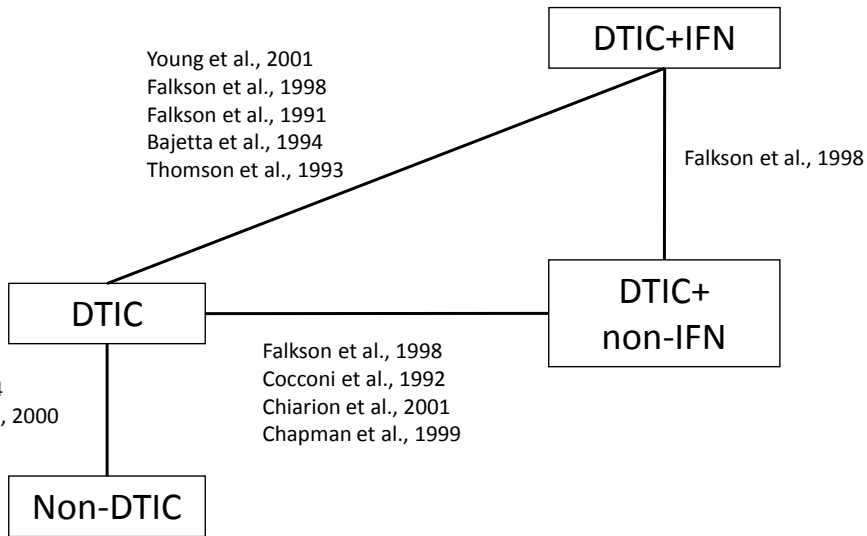 DTIC+IFN
Young et al., 2001
Falkson et al., 1998
Falkson et al., 1991
Bajetta et al., 1994
Thomson et al., 1993
Falkson et al., 1998
DTIC
DTIC+
non-IFN
Falkson et al., 1998
Cocconi et al., 1992
Chiarion et al., 2001
Chapman et al., 1999
, 2000
Non-DTIC